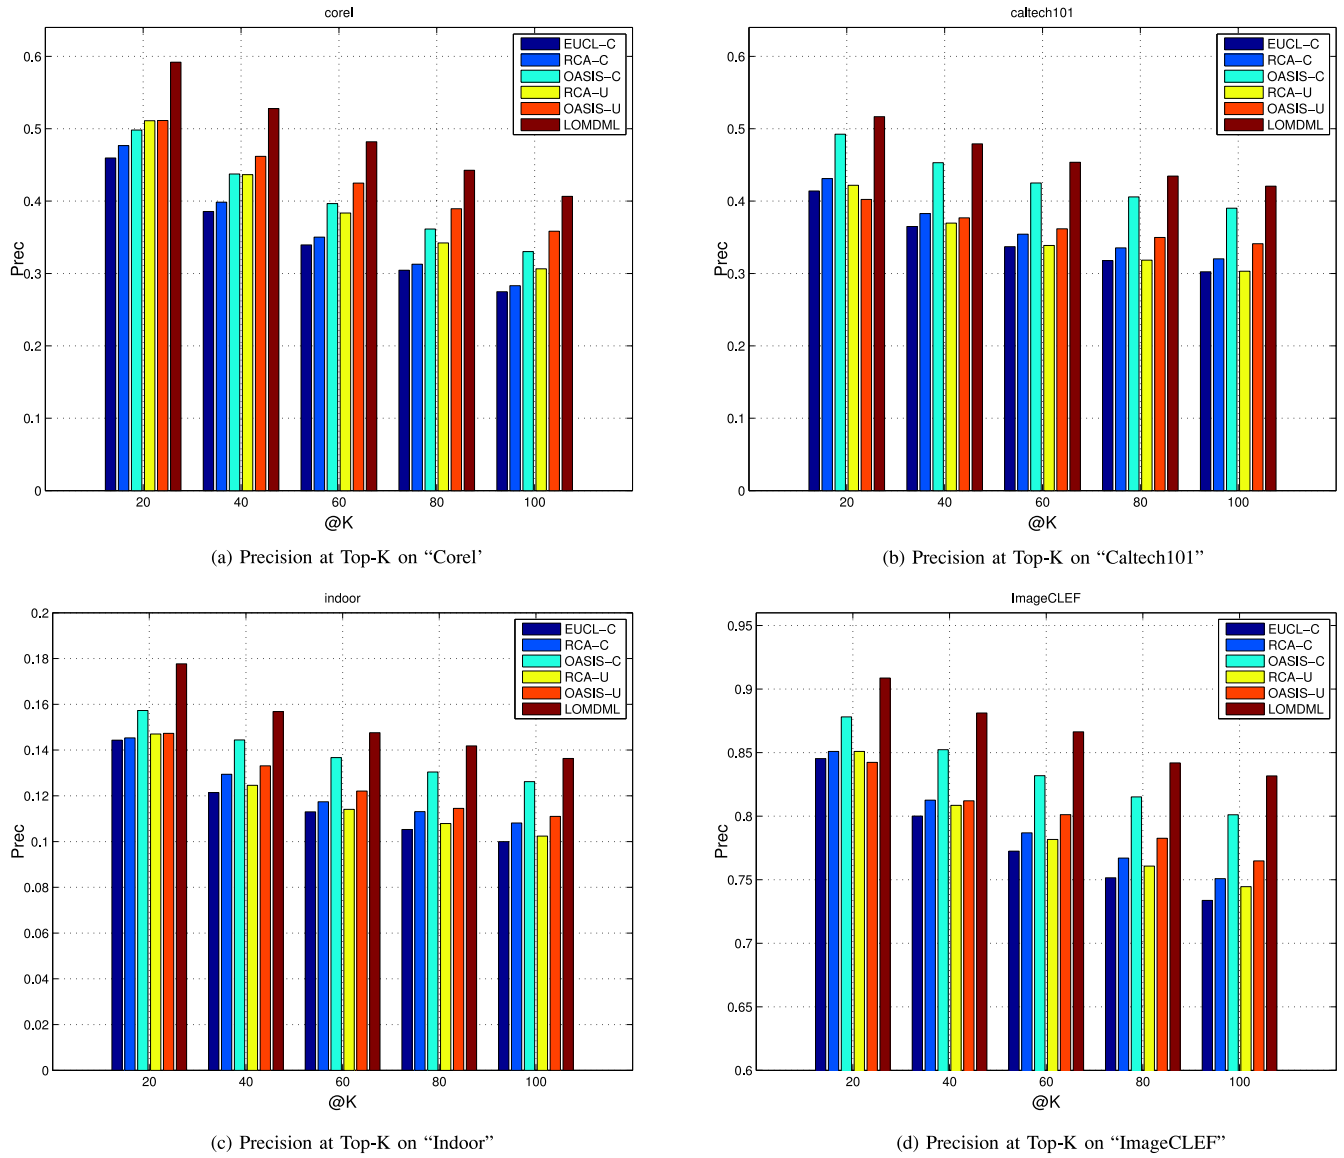 corel
0.6
0.5
0.4
0.3
0.2
0.1
0
Prec
EUCL-C
RCA-C
OASIS-C
RCA-U
OASIS-U
LOMDML
20 40 60 80 100
@K
(a) Precision at Top-K on “Corel’
caltech101
0.6
0.5
0.4
0.3
0.2
0.1
0
Prec
EUCL-C
RCA-C
OASIS-C
RCA-U
OASIS-U
LOMDML
20 40 60 80 100
@K
(b) Precision at Top-K on “Caltech101”
indoor
0.2
0.18
0.16
0.14
0.12
0.1
0.08
0.06
0.04
0.02
0
Prec
EUCL-C
RCA-C
OASIS-C
RCA-U
OASIS-U
LOMDML
20 40 60 80 100
@K
(c) Precision at Top-K on “Indoor”
ImageCLEF
0.95
0.9
0.85
0.8
0.75
0.7
0.65
0.6
Prec
EUCL-C
RCA-C
OASIS-C
RCA-U
OASIS-U
LOMDML
20 40 60 80 100
@K
(d) Precision at Top-K on “ImageCLEF”